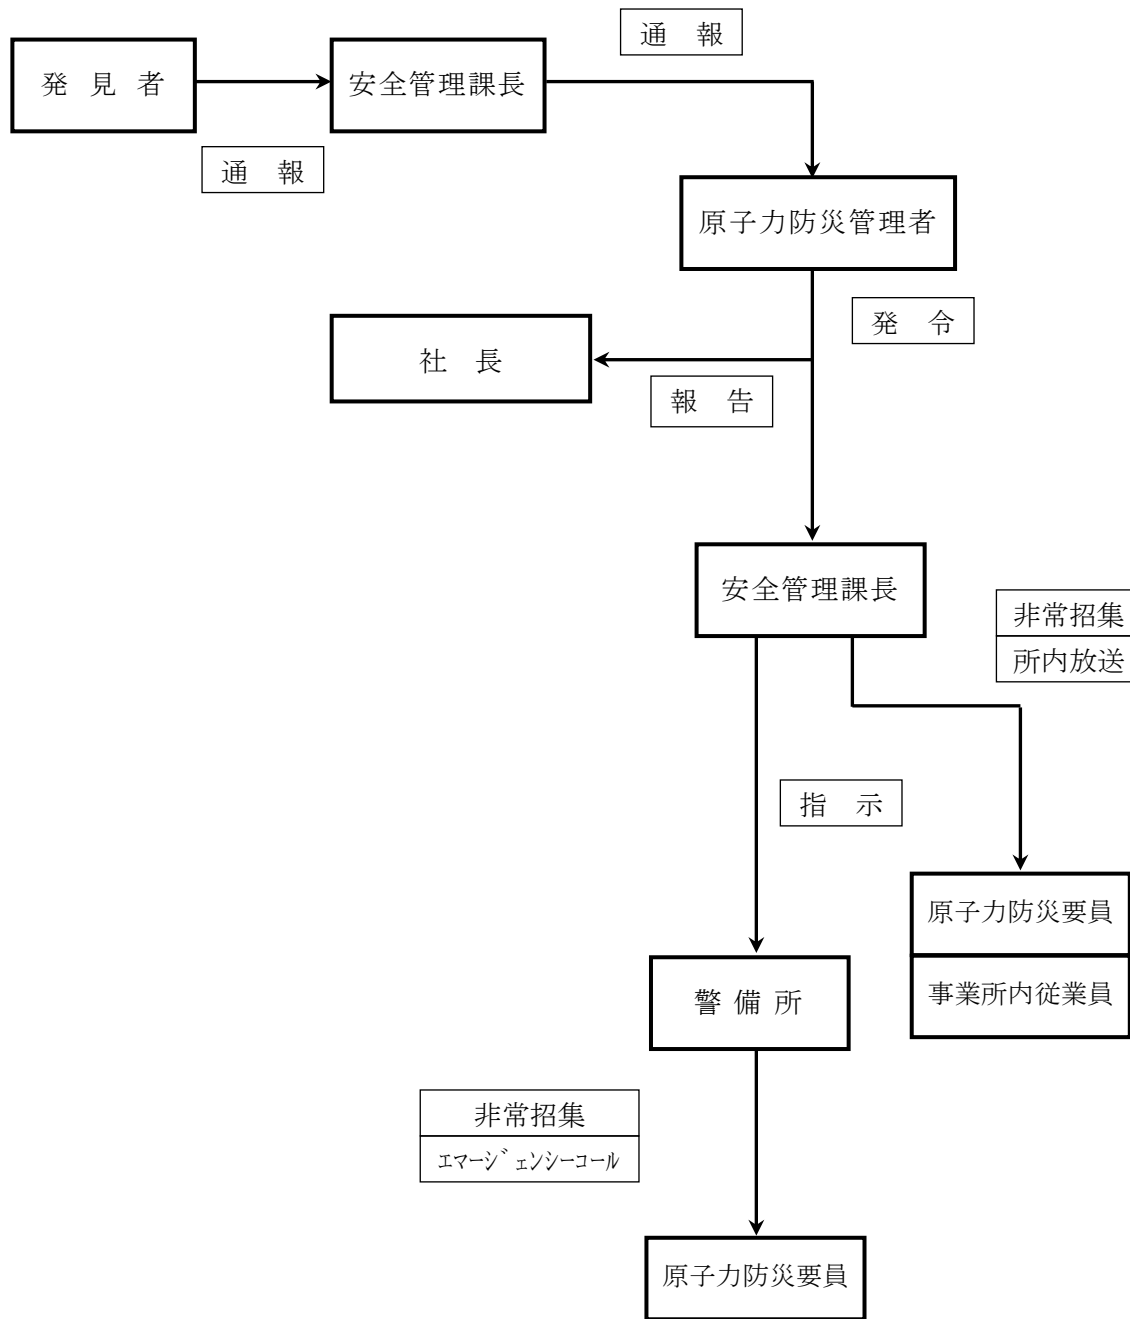 通　報
発 見 者
安全管理課長
通　報
原子力防災管理者
発　令
社 長
報　告
安全管理課長
非常招集
所内放送
指　示
原子力防災要員
警 備 所
事業所内従業員
非常招集
エマージェンシーコール
原子力防災要員